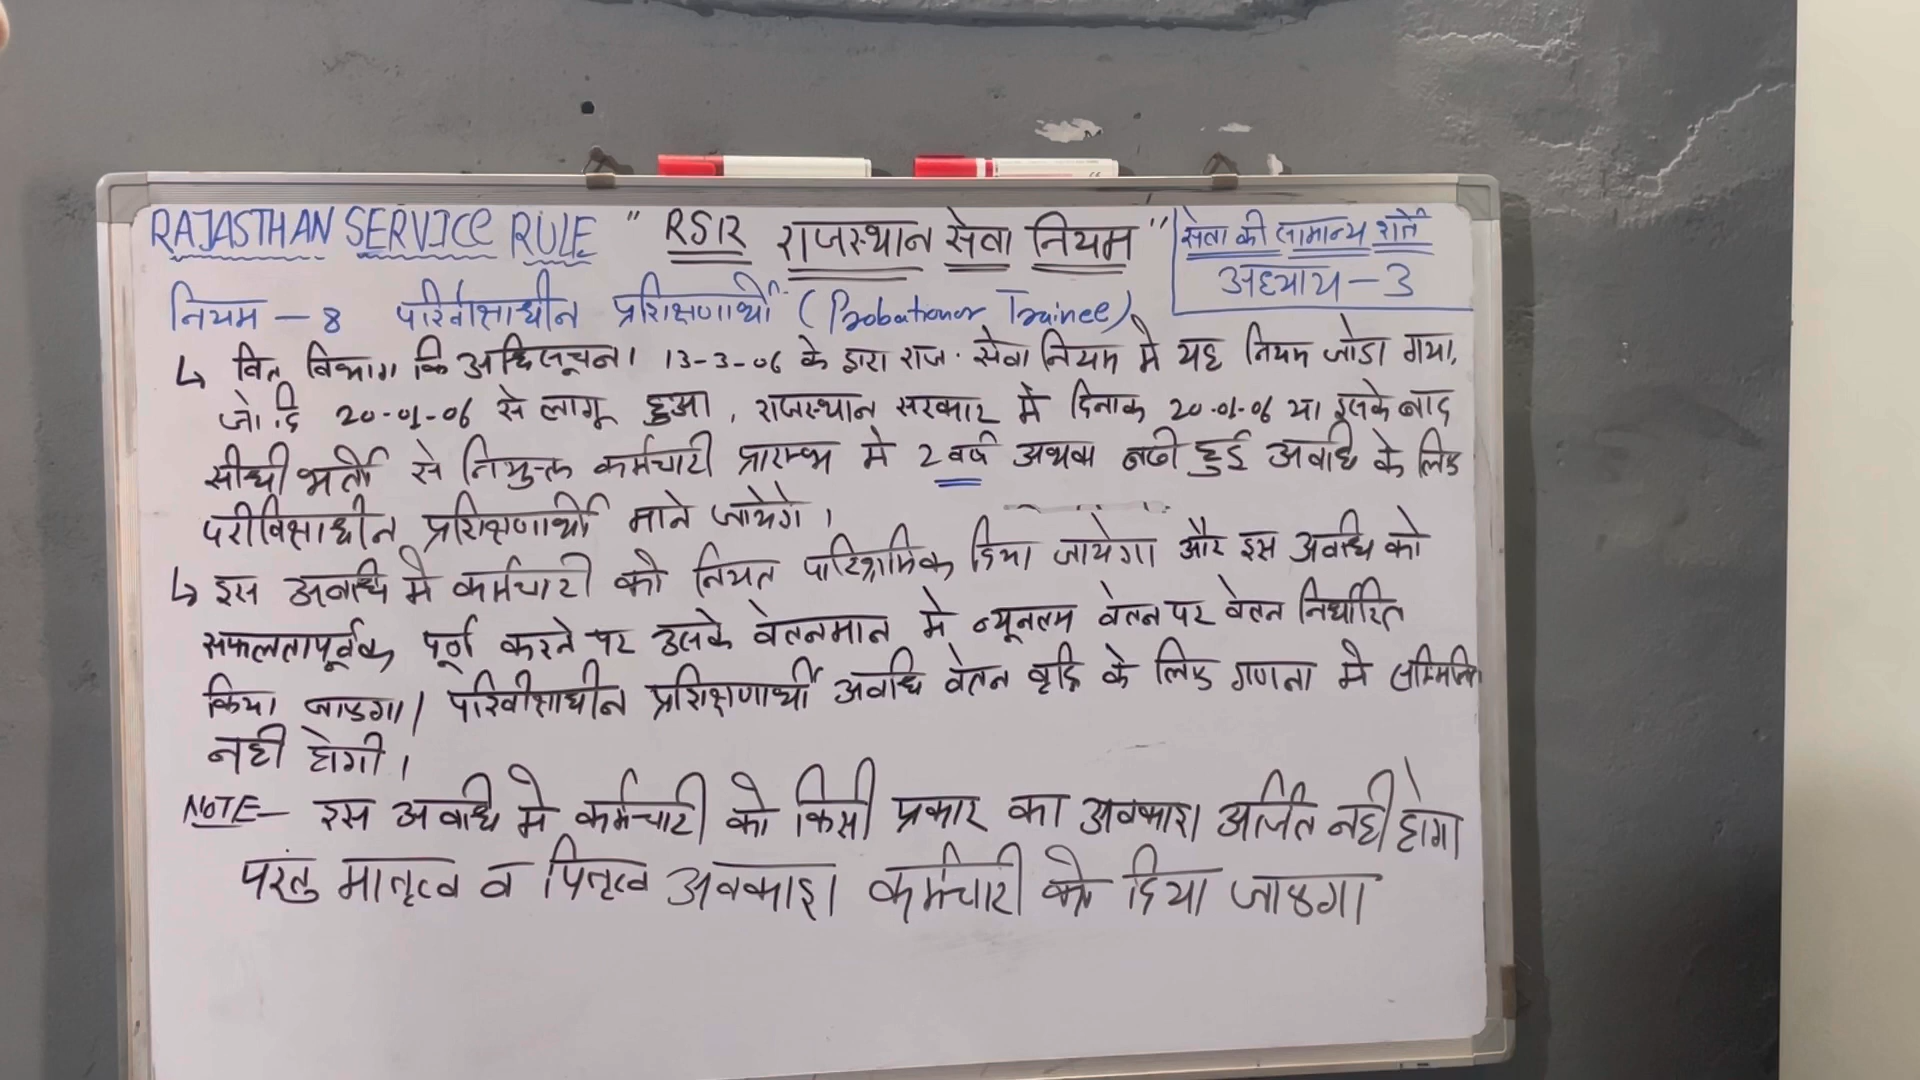 RAJASTHAN SERVICE RULE " RSR राजस्थान सेवा नियम "
सेवा की सामान्य शर्ते
अध्याय - 3
नियम - 8 परिवीक्षाधीन प्रशिक्षणार्थी (Probationor Trainee)
↳ वित विभाग कि अधिसूचना 13-3-06 के द्वारा राज. सेवा नियम मे यह नियम जोडा गया,
जो कि 20-01-06 से लागू हुआ, राजस्थान सरकार मे दिनाक 20-01-06 या इसके बाद
सीधी भर्ती से नियुक्त कर्मचारी प्रारम्भ मे 2 वर्ष अथवा बढी हुई अवधि के लिए
परीविक्षाधीन प्रशिक्षणार्थी माने जायेगे।
↳ इस अवधि मे कर्मचारी को नियत पारिश्रामिक दिया जायेगा और इस अवधि को
सफलतापूर्वक पूर्ण करने पर उसके वेतनमान मे न्यूनतम वेतन पर वेतन निर्धारित
किया जाएगा। परिवीक्षाधीन प्रशिक्षणार्थी अवधि वेतन वृद्दि के लिए गणना मे
नही होगी।
NOTE- इस अवधि मे कर्मचारी को किसी प्रकार का अवकाश अर्जित नही होगा
परंतु मातृत्व व पितृत्व अवकाश कर्मचारी को दिया जाएगा